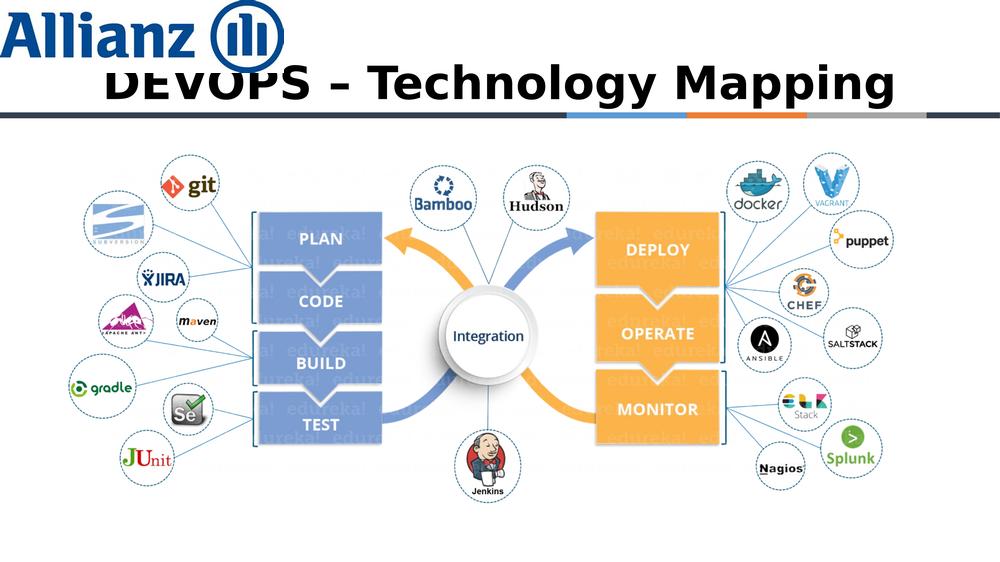 Allianz
DEVOPS – Technology Mapping
git
SUBVERSION
JIRA
APACHE ANT
maven
gradle
Se
JUnit
PLAN
CODE
BUILD
TEST
Bamboo
Hudson
Integration
Jenkins
DEPLOY
OPERATE
MONITOR
docker
VAGRANT
puppet
CHEF
ANSIBLE
SALTSTACK
ELK
Stack
Splunk
Nagios
edureka!